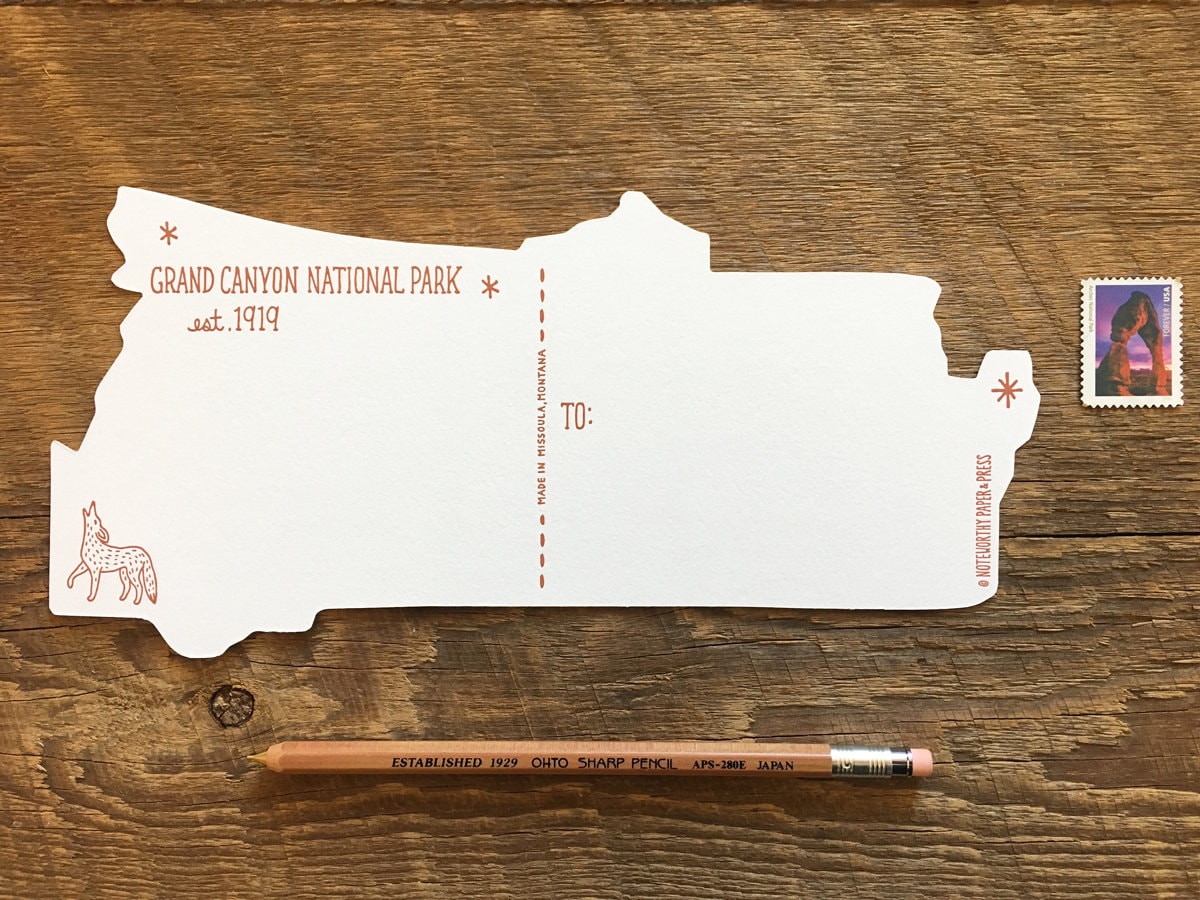 GRAND CANYON NATIONAL PARK
est. 1919
MADE IN MISSOULA, MONTANA
TO:
© NOTEWORTHY PAPER & PRESS
FOREVER / USA
ESTABLISHED 1929 OHTO SHARP PENCIL APS-280E JAPAN